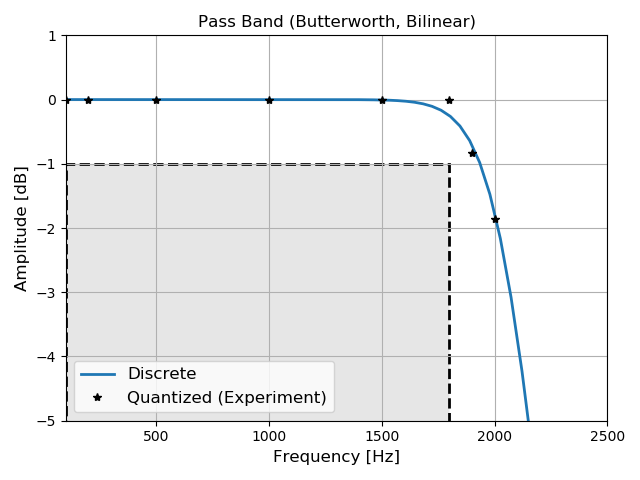 Pass Band (Butterworth, Bilinear)
1
0
−1
−2
−3
−4
−5
Amplitude [dB]
Discrete
Quantized (Experiment)
500
1000
1500
2000
2500
Frequency [Hz]